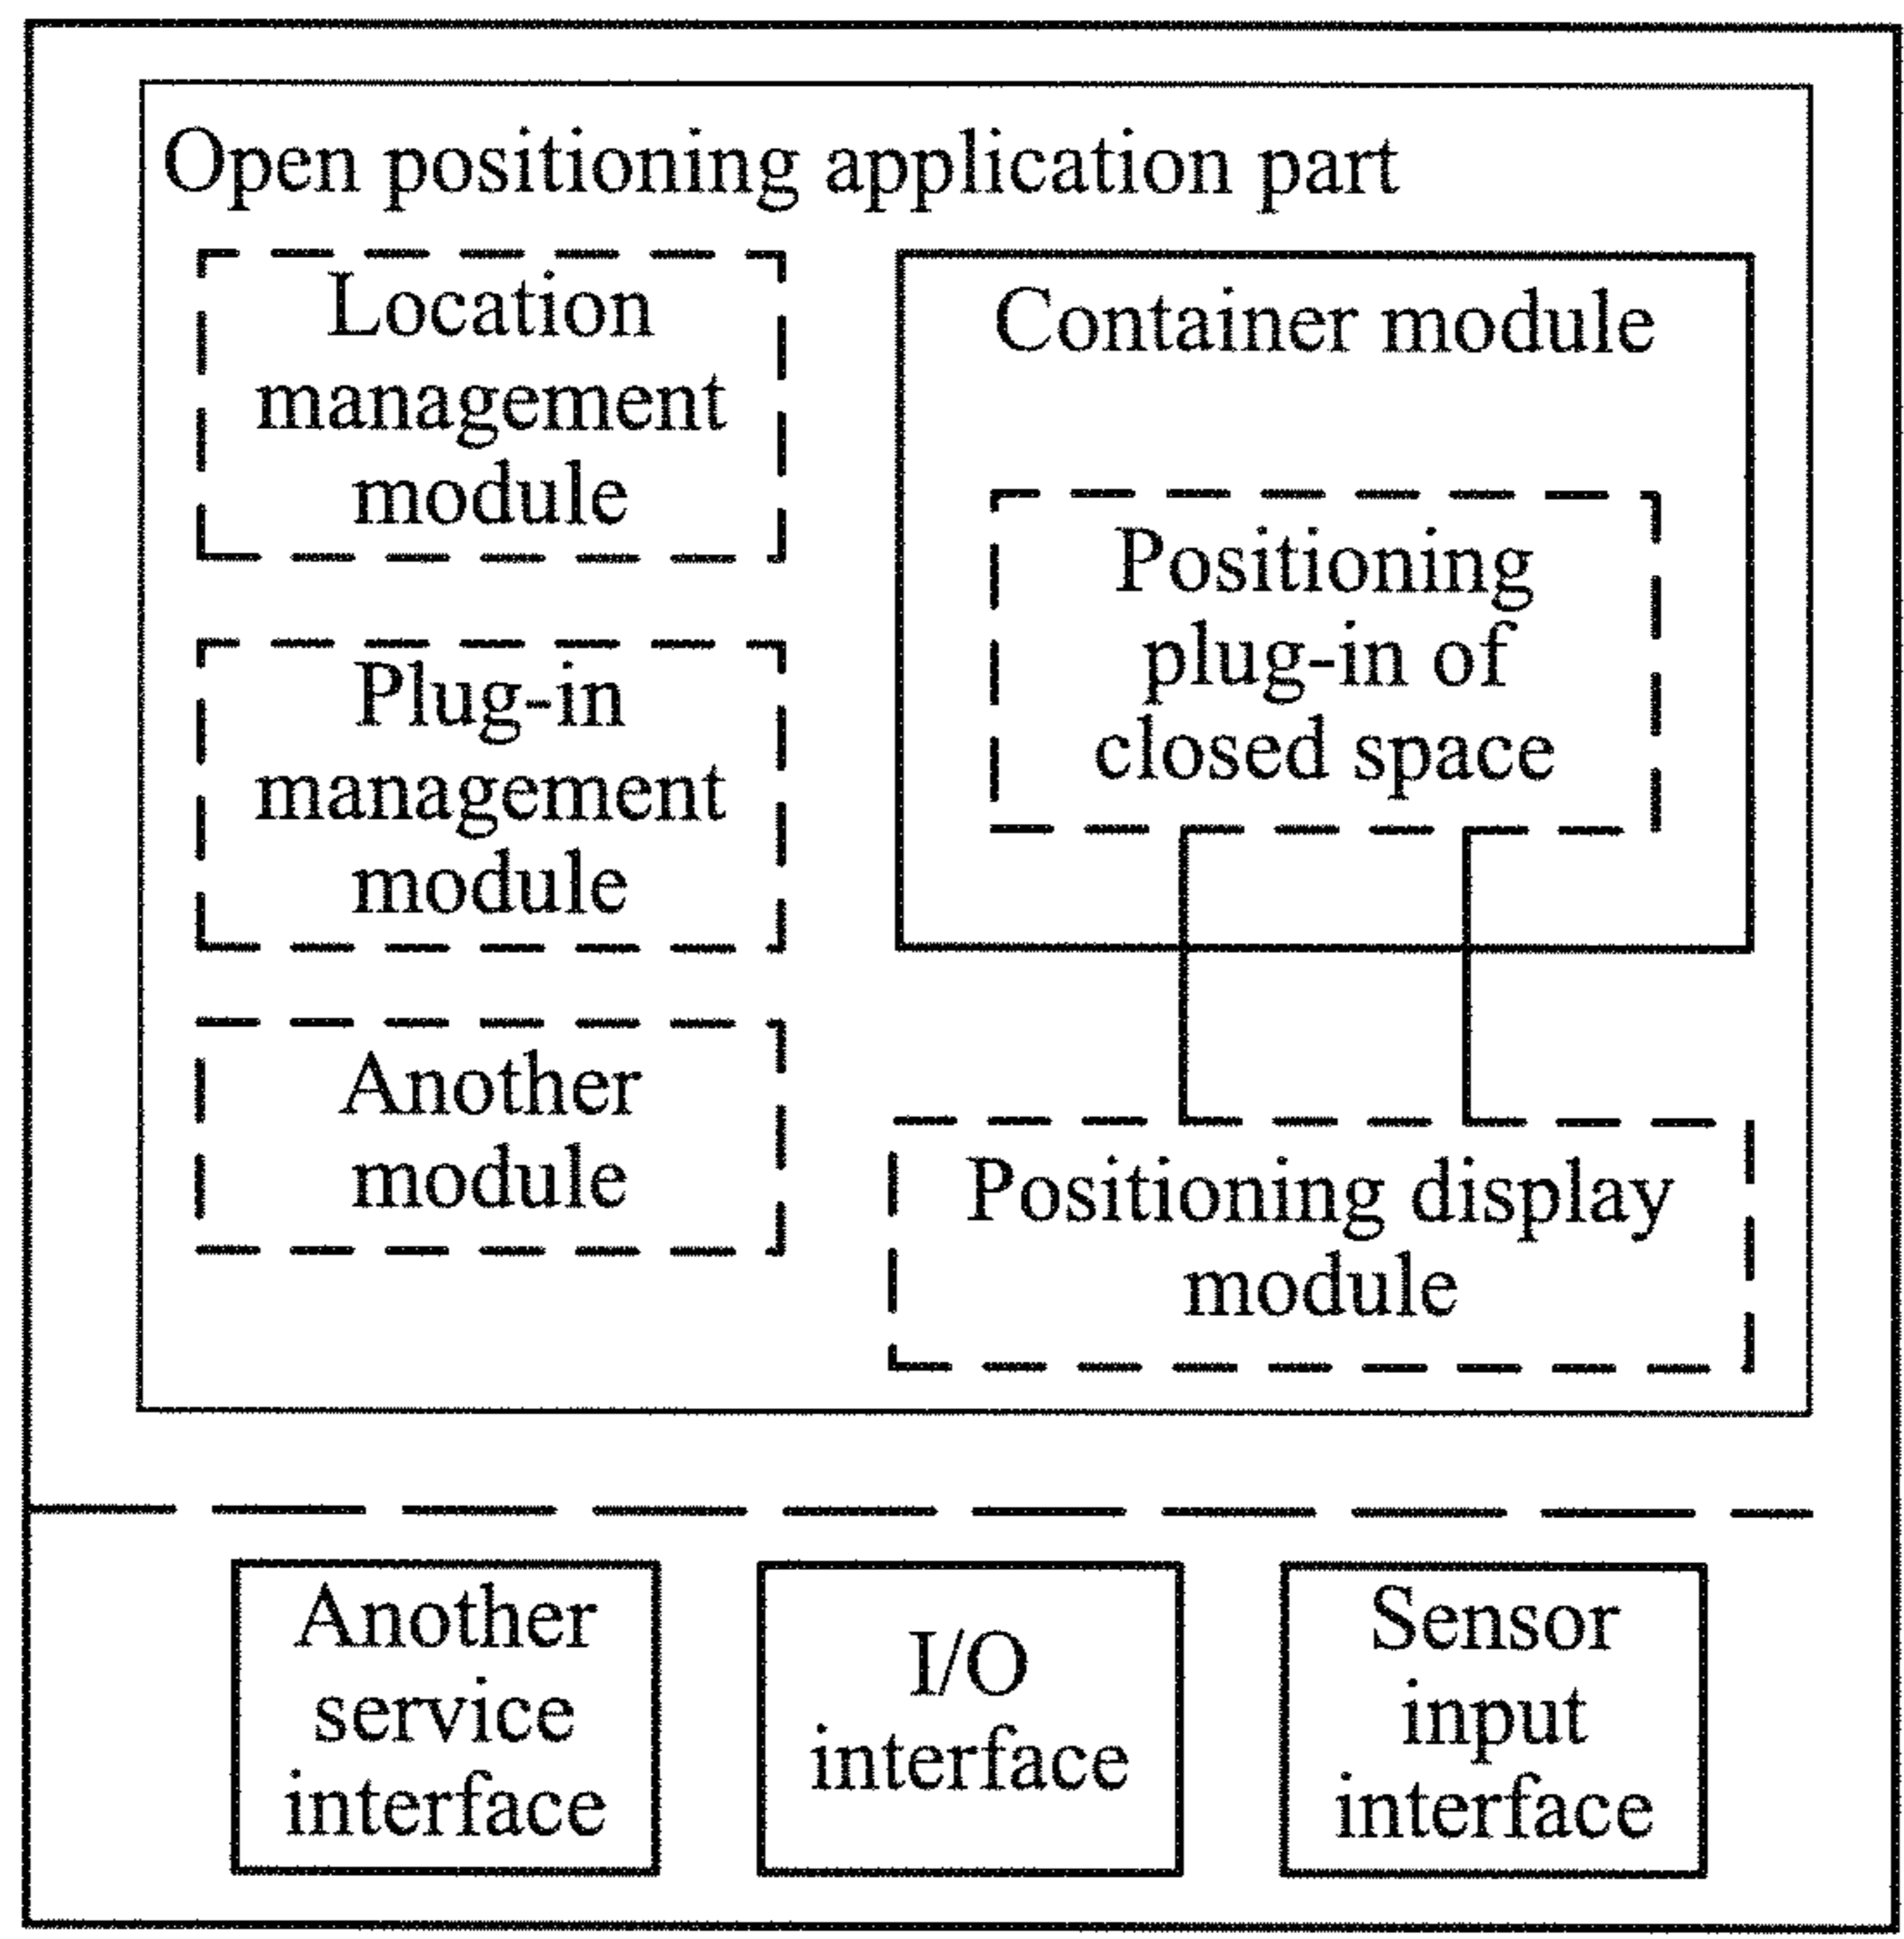 Open positioning application part
Location
management
module
Plug-in
management
module
Another
module
Container module
Positioning
plug-in of
closed space
Positioning display
module
Another
service
interface
I/O
interface
Sensor
input
interface